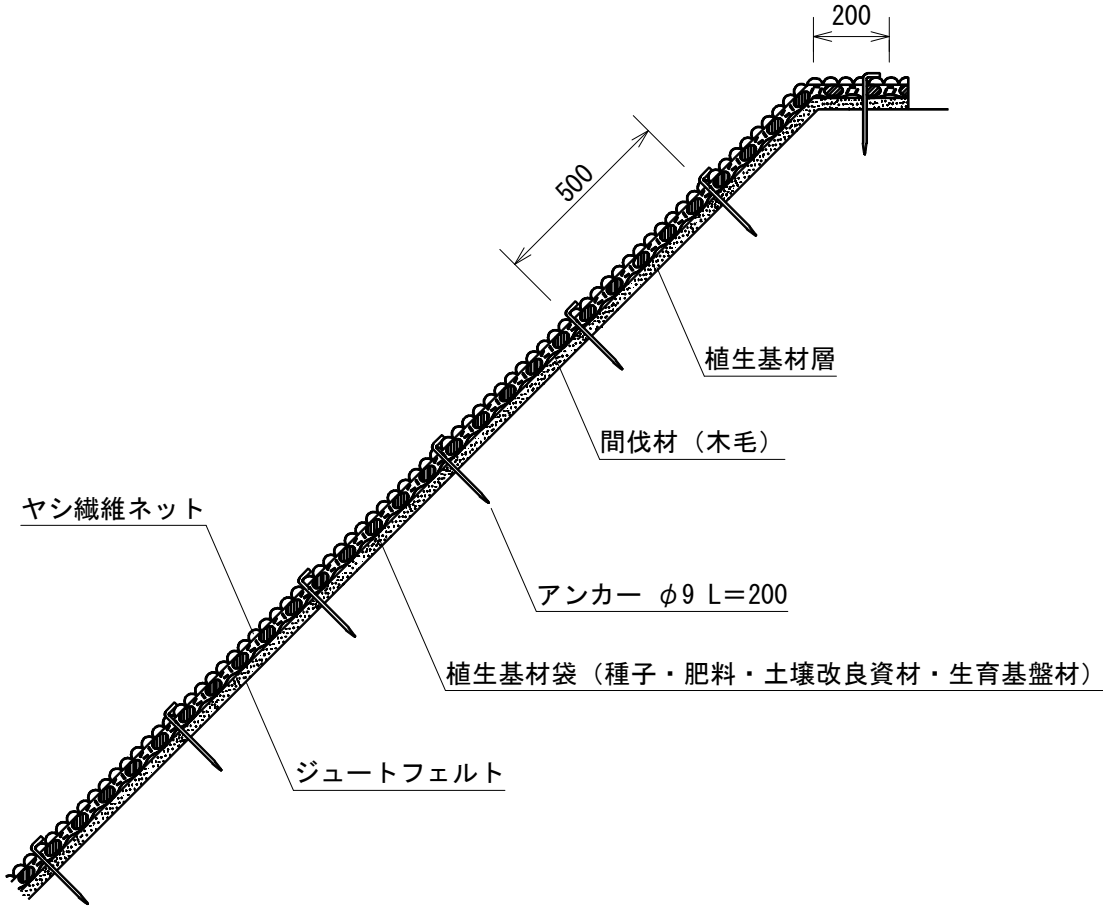 200
500
植生基材層
間伐材（木毛）
ヤシ繊維ネット
アンカー φ9 L＝200
植生基材袋（種子・肥料・土壌改良資材・生育基盤材）
ジュートフェルト